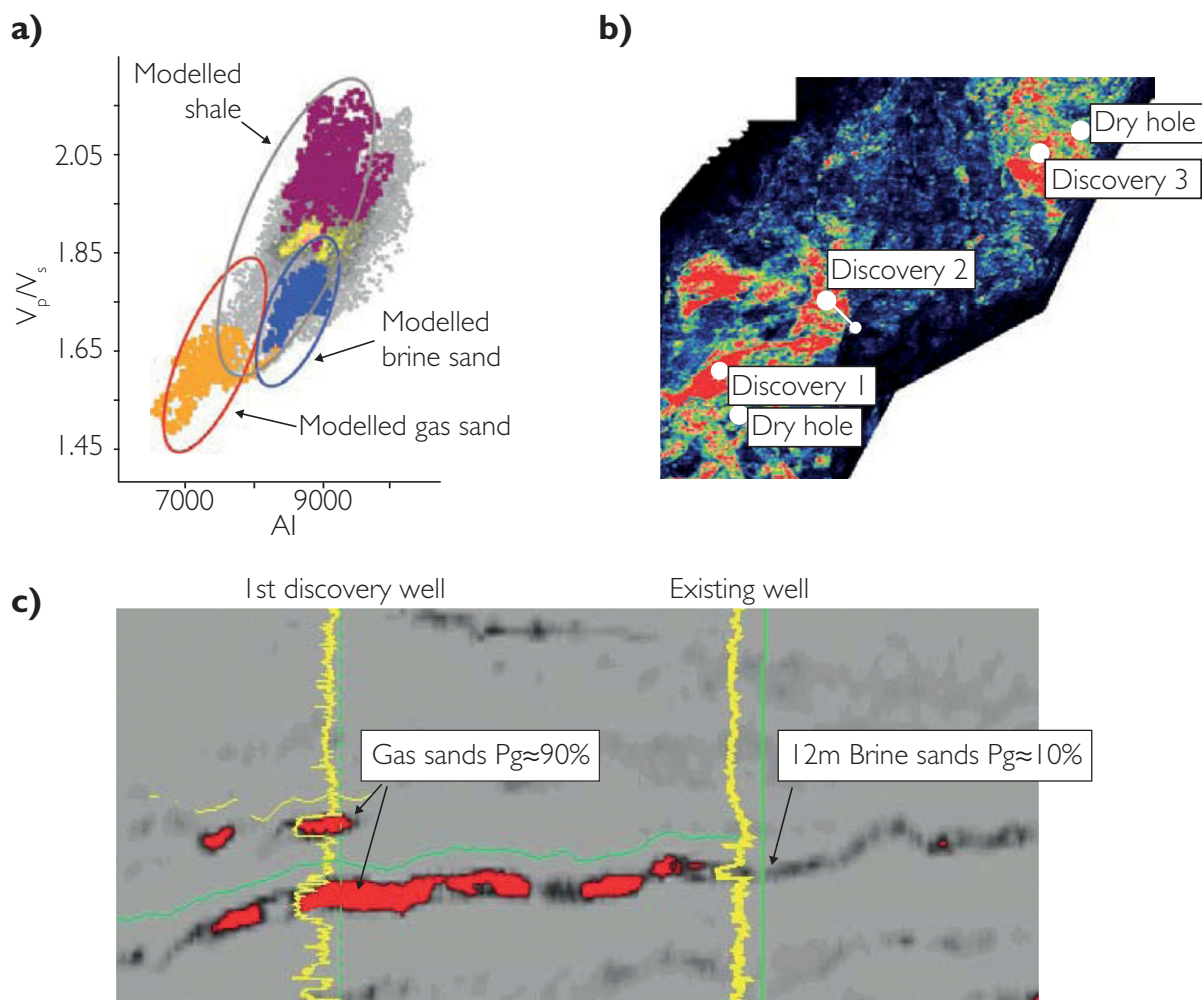 a)
Modelled
shale
2.05
1.85
1.65
1.45
Vp/Vs
7000
9000
AI
Modelled
brine sand
Modelled gas sand
b)
Dry hole
Discovery 3
Discovery 2
Discovery 1
Dry hole
c)
1st discovery well
Existing well
Gas sands Pg≈90%
12m Brine sands Pg≈10%